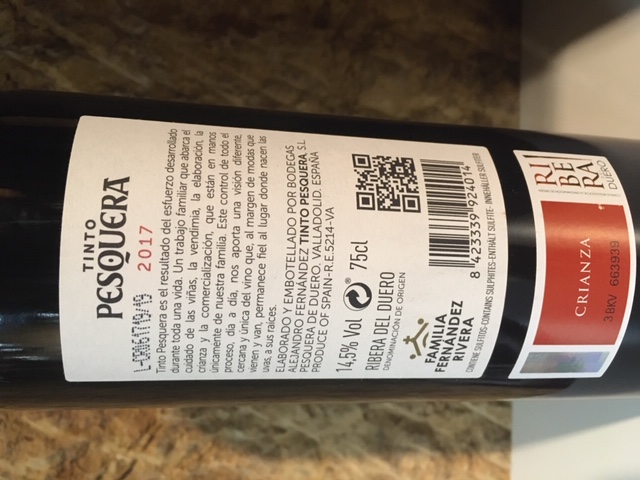 TINTO
PESQUERA
2017
Tinto Pesquera es el resultado del esfuerzo desarrollado
durante toda una vida. Un trabajo familiar que abarca el
cuidado de las viñas, la vendimia, la elaboración, la
crianza y la comercialización, que están en manos
únicamente de nuestra familia. Este control de todo el
proceso, día a día, nos aporta una visión diferente,
cercana y única del vino que, al margen de modas que
vienen y van, permanece fiel al lugar donde nacen las
uvas, a sus raíces.
ELABORADO Y EMBOTELLADO POR BODEGAS
ALEJANDRO FERNÁNDEZ TINTO PESQUERA S.L
PESQUERA DE DUERO, VALLADOLID. ESPAÑA
PRODUCE OF SPAIN-R.E.5214-VA
14,5% Vol 75cl
RIBERA DEL DUERO
DENOMINACIÓN DE ORIGEN
FAMILIA
FERNÁNDEZ
RIVERA
8 423339 924014
CONTIENE SULFITOS-CONTAINS SULPHITES-ENTHÄLT SULFITE-
RI
BE
RA
DUERO
CRIANZA
3BKV 663939